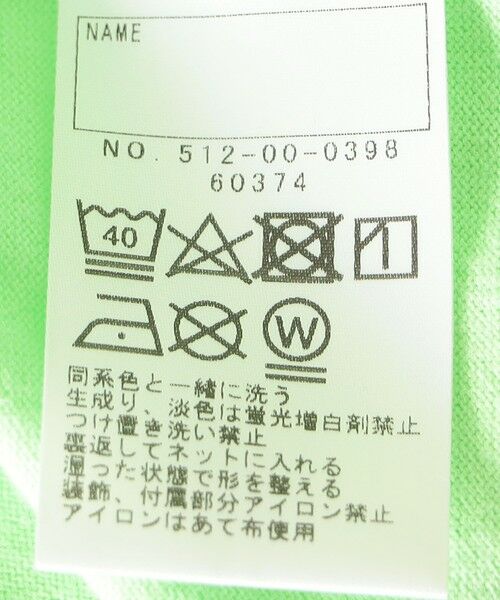 NAME
NO. 512-00-0398
60374
40
W
同系色と一緒に洗う
生成り、淡色は蛍光増白剤禁止
つけ置き洗い禁止
裏返してネットに入れる
湿った状態で形を整える
装飾、付属部分アイロン禁止
アイロンはあて布使用